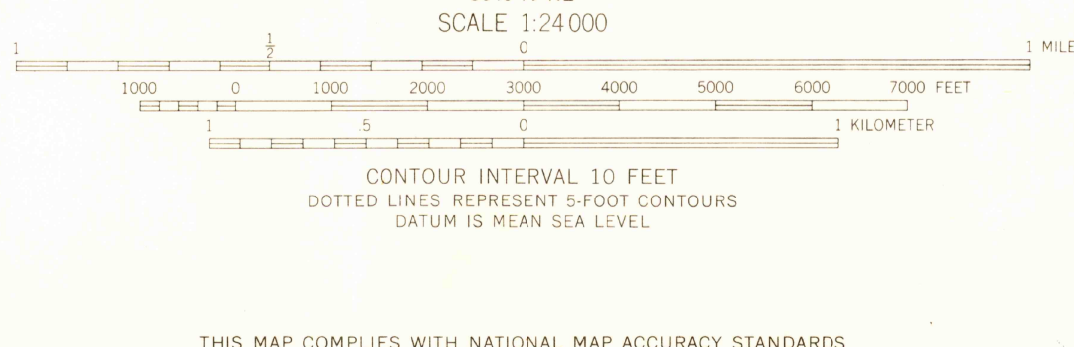 SCALE 1:24 000
1 ½ 0 1 MILE
1000 0 1000 2000 3000 4000 5000 6000 7000 FEET
1 .5 0 1 KILOMETER
CONTOUR INTERVAL 10 FEET
DOTTED LINES REPRESENT 5-FOOT CONTOURS
DATUM IS MEAN SEA LEVEL
THIS MAP COMPLIES WITH NATIONAL MAP ACCURACY STANDARDS